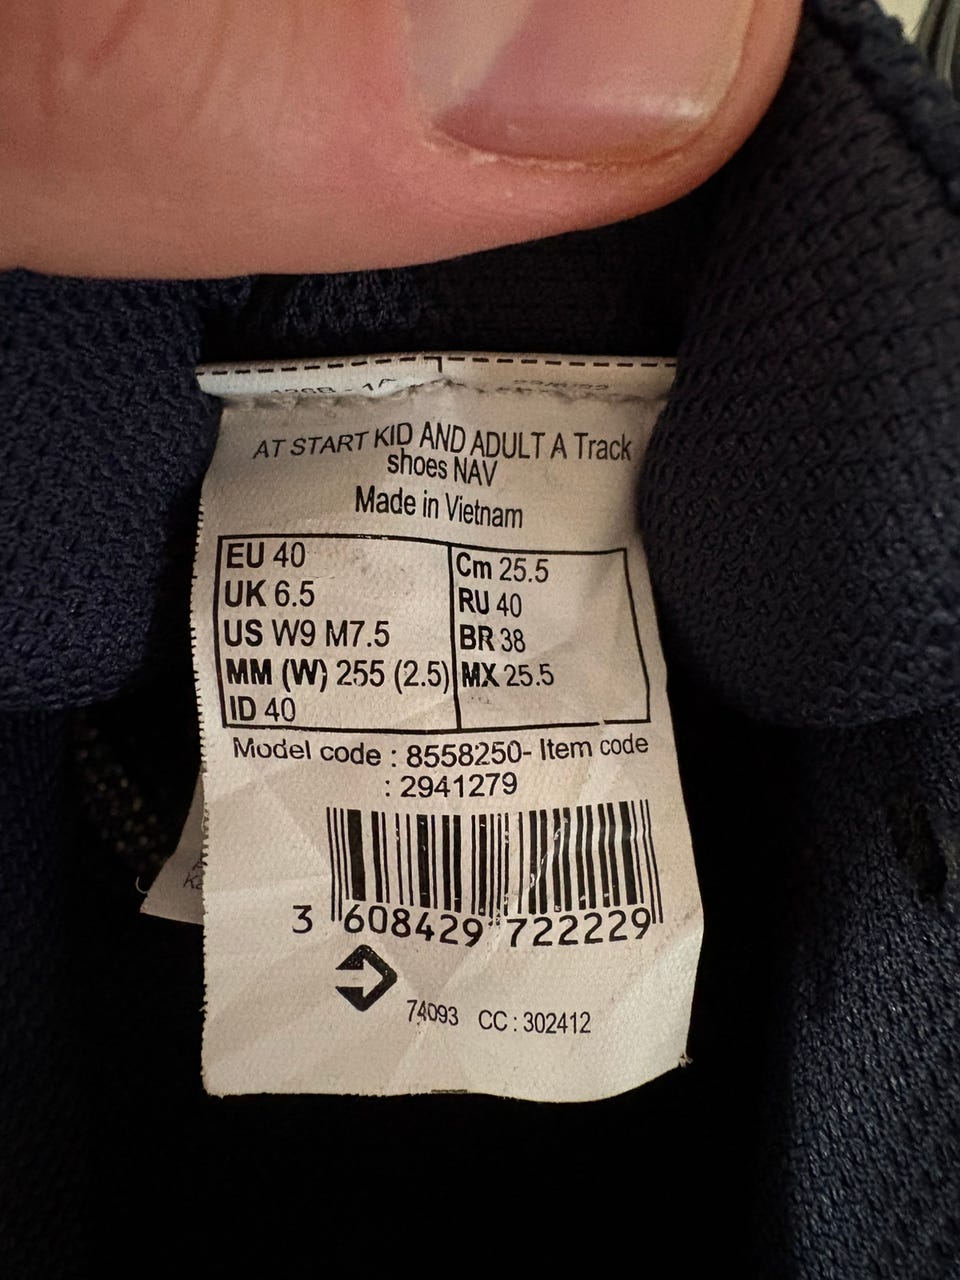 AT START KID AND ADULT A Track
shoes NAV
Made in Vietnam
EU 40
UK 6.5
US W9 M7.5
MM (W) 255 (2.5)
ID 40
Cm 25.5
RU 40
BR 38
MX 25.5
Model code : 8558250- Item code
: 2941279
3 608429 722229
74093 CC : 302412